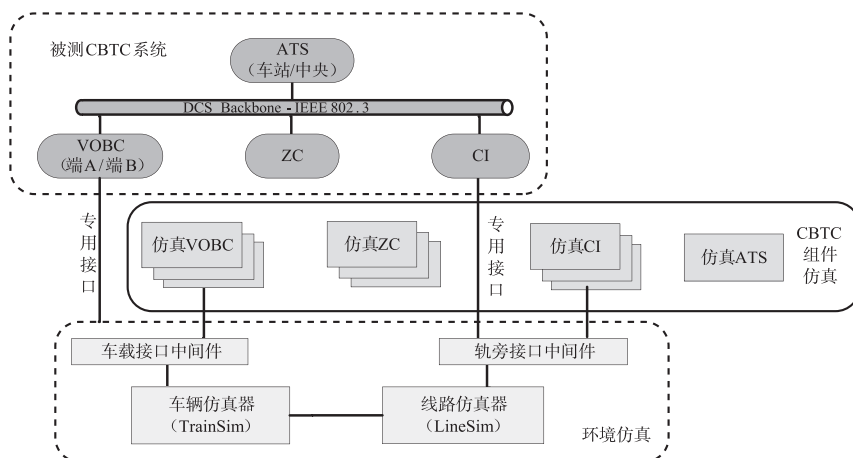 被测CBTC系统
ATS
（车站/中央）
DCS Backbone-IEEE 802.3
VOBC
（端A/端B）
ZC
CI
专用接口
专用接口
仿真VOBC
仿真ZC
仿真CI
仿真ATS
CBTC
组件
仿真
车载接口中间件
轨旁接口中间件
车辆仿真器
（TrainSim）
线路仿真器
（LineSim）
环境仿真